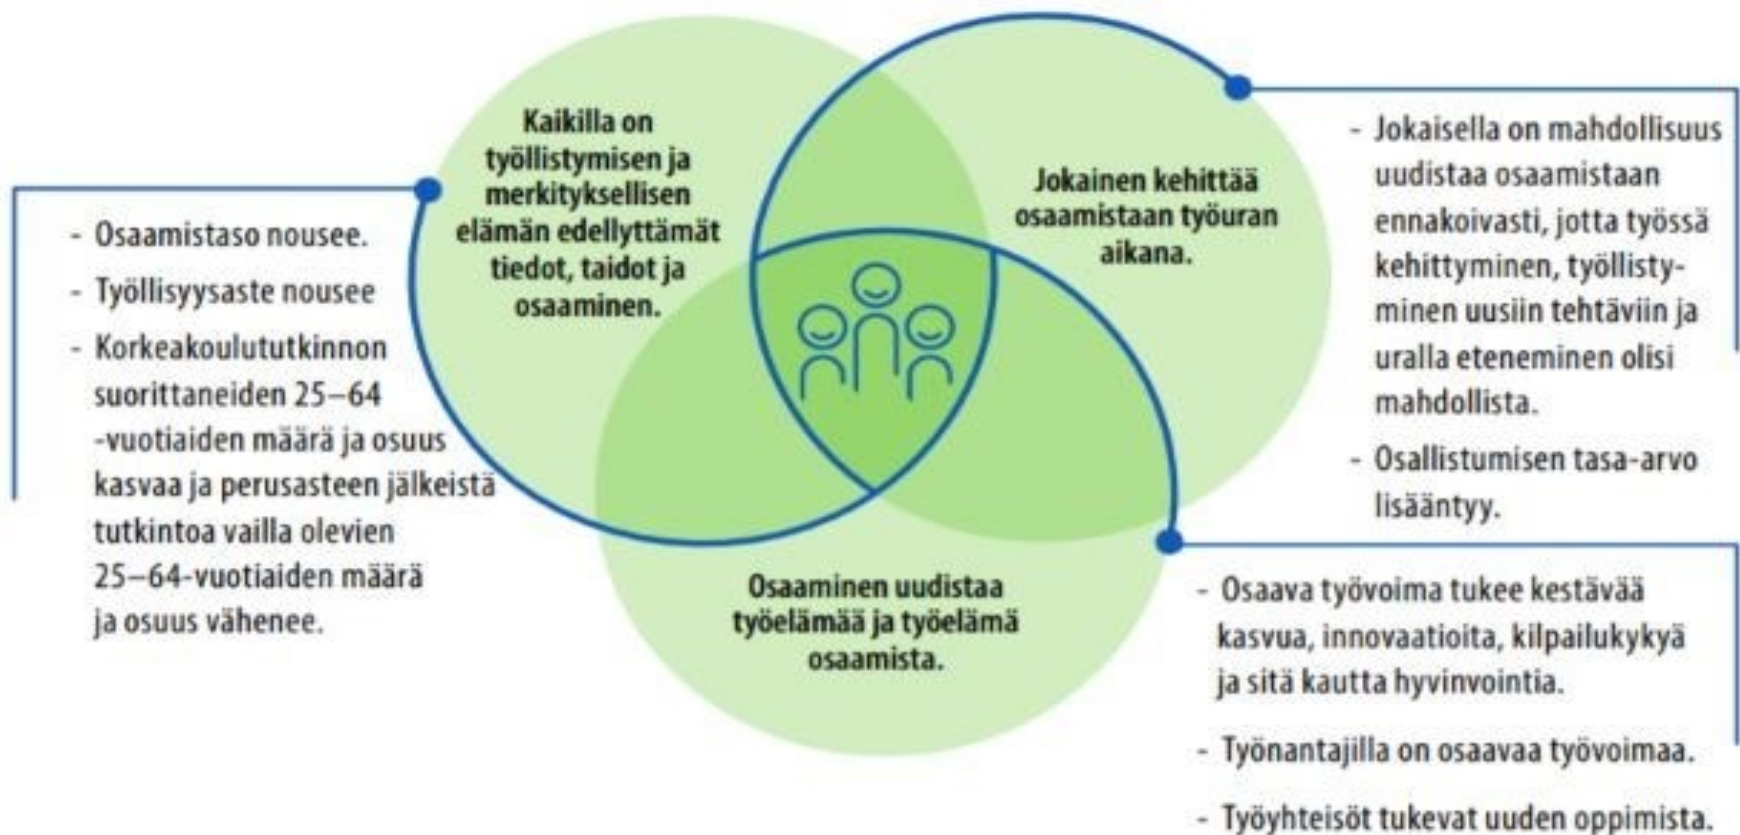 Kaikilla on
työllistymisen ja
merkityksellisen
elämän edellyttämät
tiedot, taidot ja
osaaminen.
- Osaamistaso nousee.
- Työllisyysaste nousee
- Korkeakoulututkinnon
suorittaneiden 25–64
-vuotiaiden määrä ja osuus
kasvaa ja perusasteen jälkeistä
tutkintoa vailla olevien
25–64-vuotiaiden määrä
ja osuus vähenee.
Jokainen kehittää
osaamistaan työuran
aikana.
- Jokaisella on mahdollisuus
uudistaa osaamistaan
ennakoivasti, jotta työssä
kehittyminen, työllisty-
minen uusiin tehtäviin ja
uralla eteneminen olisi
mahdollista.
- Osallistumisen tasa-arvo
lisääntyy.
Osaaminen uudistaa
työelämää ja työelämä
osaamista.
- Osaava työvoima tukee kestävää
kasvua, innovaatioita, kilpailukykyä
ja sitä kautta hyvinvointia.
- Työnantajilla on osaavaa työvoimaa.
- Työyhteisöt tukevat uuden oppimista.